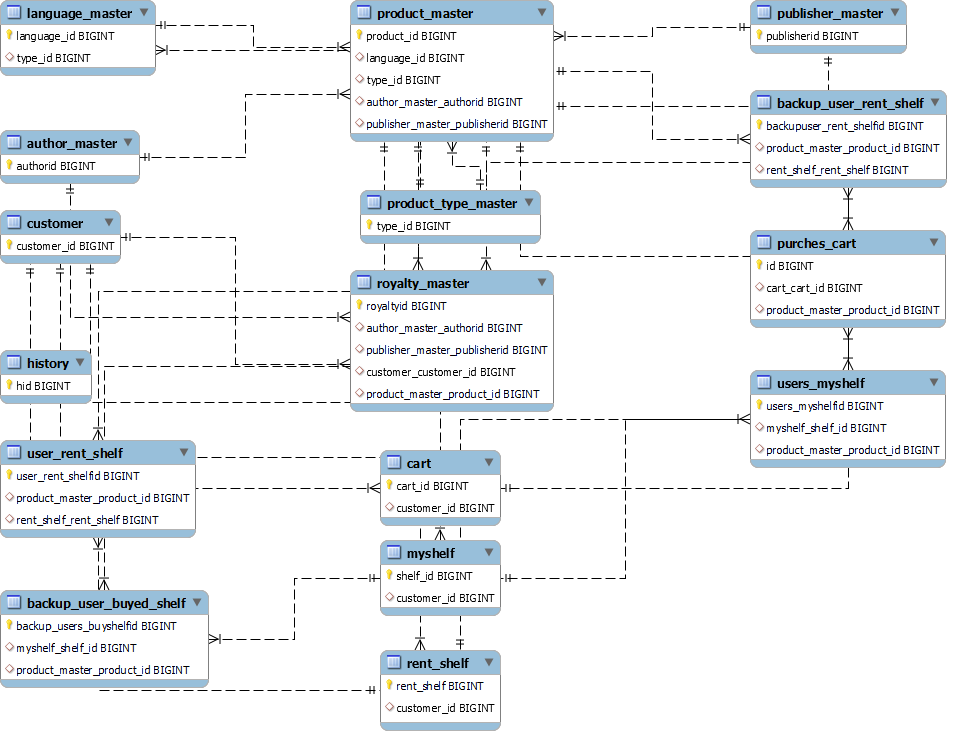 language_master
language_id BIGINT
type_id BIGINT
product_master
product_id BIGINT
language_id BIGINT
type_id BIGINT
author_master_authorid BIGINT
publisher_master_publisherid BIGINT
publisher_master
publisherid BIGINT
backup_user_rent_shelf
backupuser_rent_shelfid BIGINT
product_master_product_id BIGINT
rent_shelf_rent_shelf BIGINT
author_master
authorid BIGINT
customer
customer_id BIGINT
product_type_master
type_id BIGINT
purches_cart
id BIGINT
cart_cart_id BIGINT
product_master_product_id BIGINT
royalty_master
royaltyid BIGINT
author_master_authorid BIGINT
publisher_master_publisherid BIGINT
customer_customer_id BIGINT
product_master_product_id BIGINT
history
hid BIGINT
users_myshelf
users_myshelfid BIGINT
myshelf_shelf_id BIGINT
product_master_product_id BIGINT
user_rent_shelf
user_rent_shelfid BIGINT
product_master_product_id BIGINT
rent_shelf_rent_shelf BIGINT
cart
cart_id BIGINT
customer_id BIGINT
myshelf
shelf_id BIGINT
customer_id BIGINT
backup_user_buyed_shelf
backup_users_buyshelfid BIGINT
myshelf_shelf_id BIGINT
product_master_product_id BIGINT
rent_shelf
rent_shelf BIGINT
customer_id BIGINT